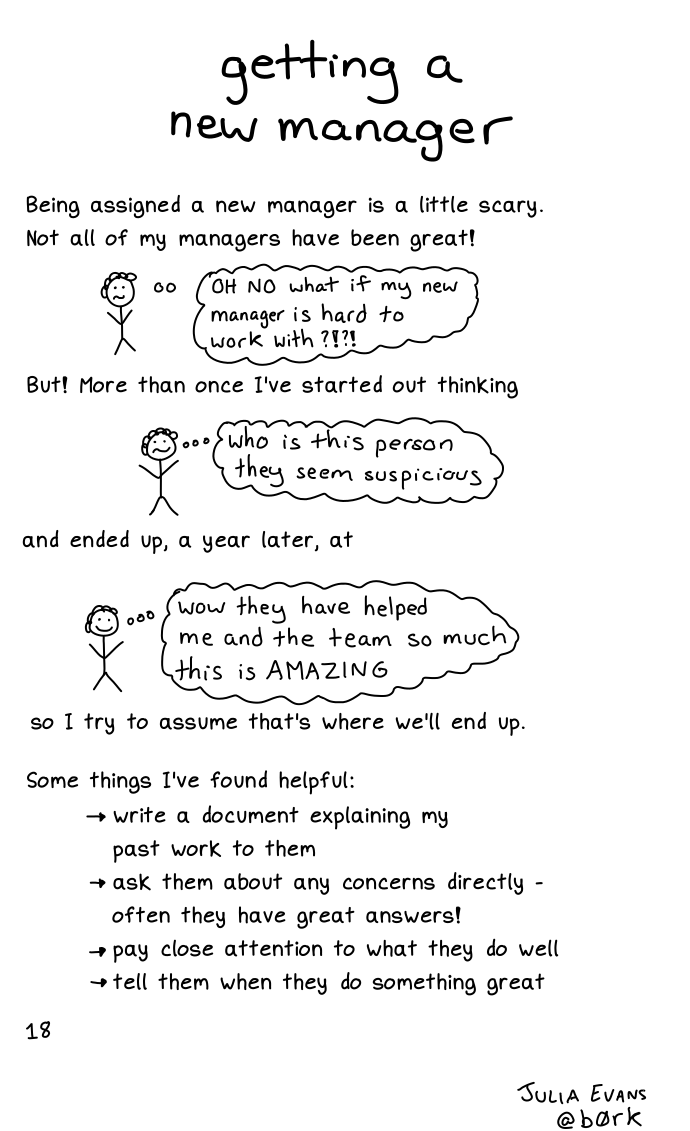 getting a
new manager
Being assigned a new manager is a little scary.
Not all of my managers have been great!
OH NO what if my new
manager is hard to
work with ?!?!
But! More than once I've started out thinking
who is this person
they seem suspicious
and ended up, a year later, at
wow they have helped
me and the team so much
this is AMAZING
so I try to assume that's where we'll end up.
Some things I've found helpful:
→ write a document explaining my
past work to them
→ ask them about any concerns directly -
often they have great answers!
→ pay close attention to what they do well
→ tell them when they do something great
18
JULIA EVANS
@børk